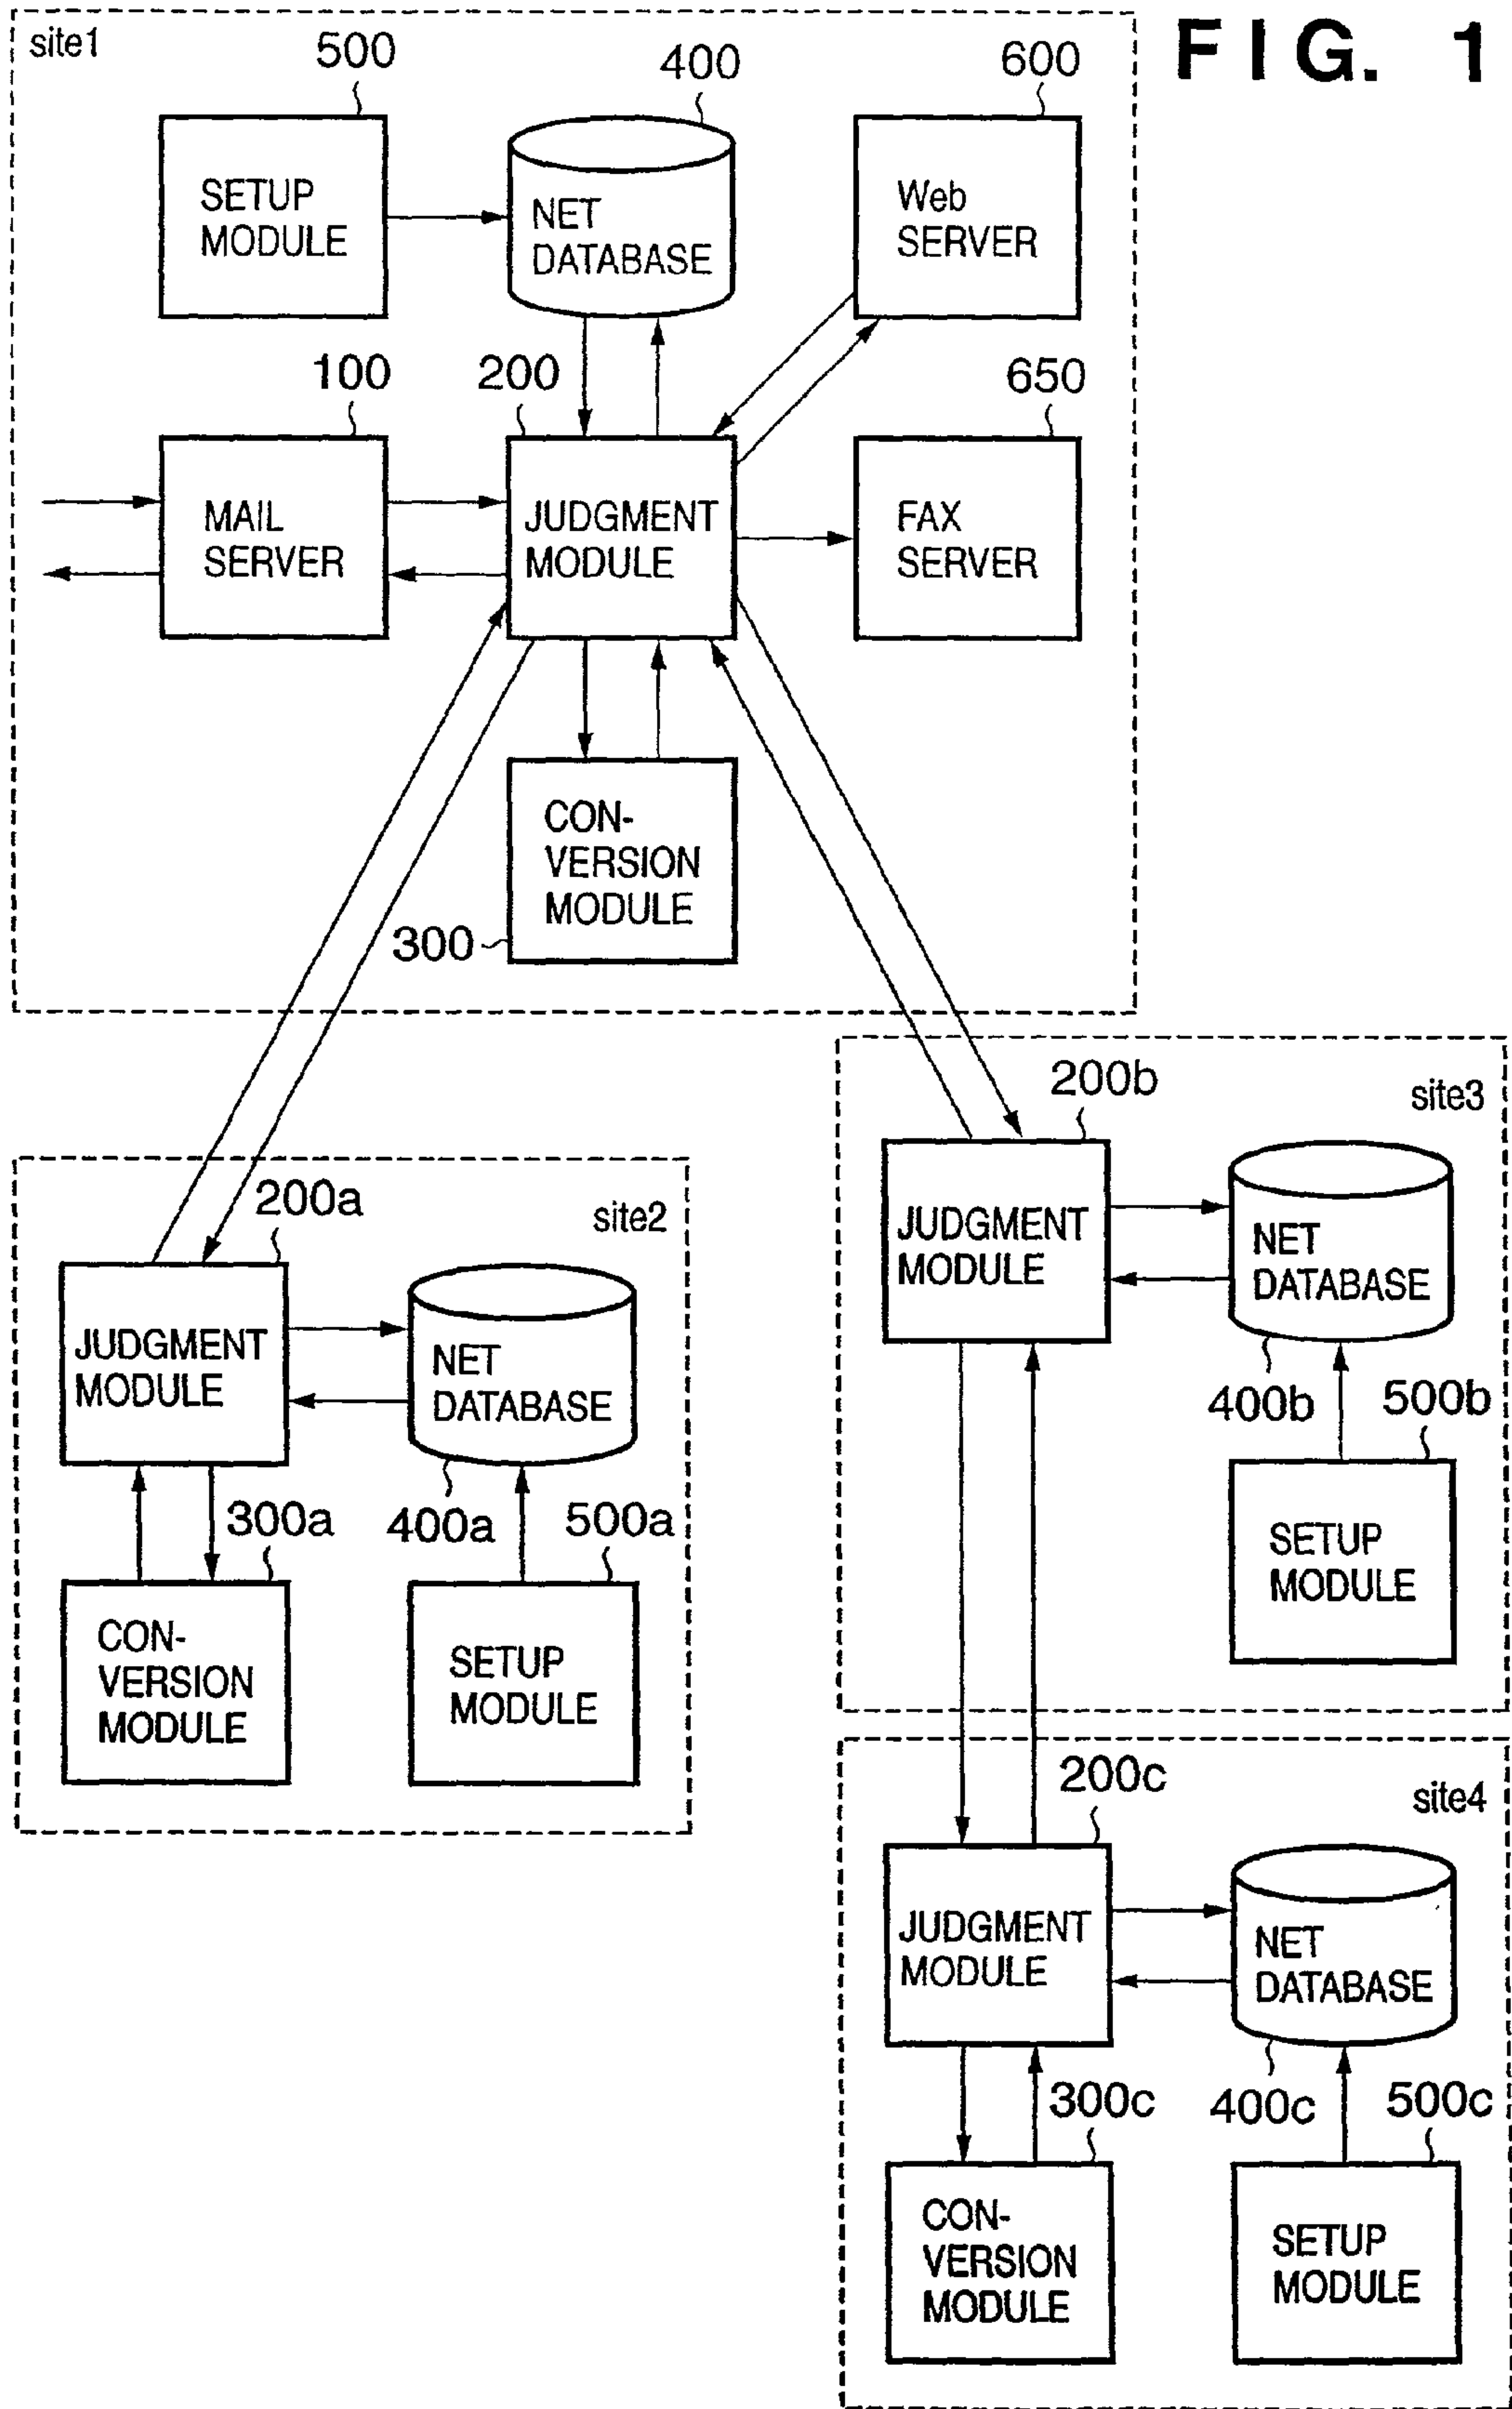 FIG. 1
site1
500
400
600
SETUP
MODULE
NET
DATABASE
Web
SERVER
100
200
650
MAIL
SERVER
JUDGMENT
MODULE
FAX
SERVER
CON-
VERSION
MODULE
300
site2
200a
JUDGMENT
MODULE
NET
DATABASE
300a
400a
500a
CON-
VERSION
MODULE
SETUP
MODULE
site3
200b
JUDGMENT
MODULE
NET
DATABASE
400b
500b
SETUP
MODULE
site4
200c
JUDGMENT
MODULE
NET
DATABASE
300c
400c
500c
CON-
VERSION
MODULE
SETUP
MODULE